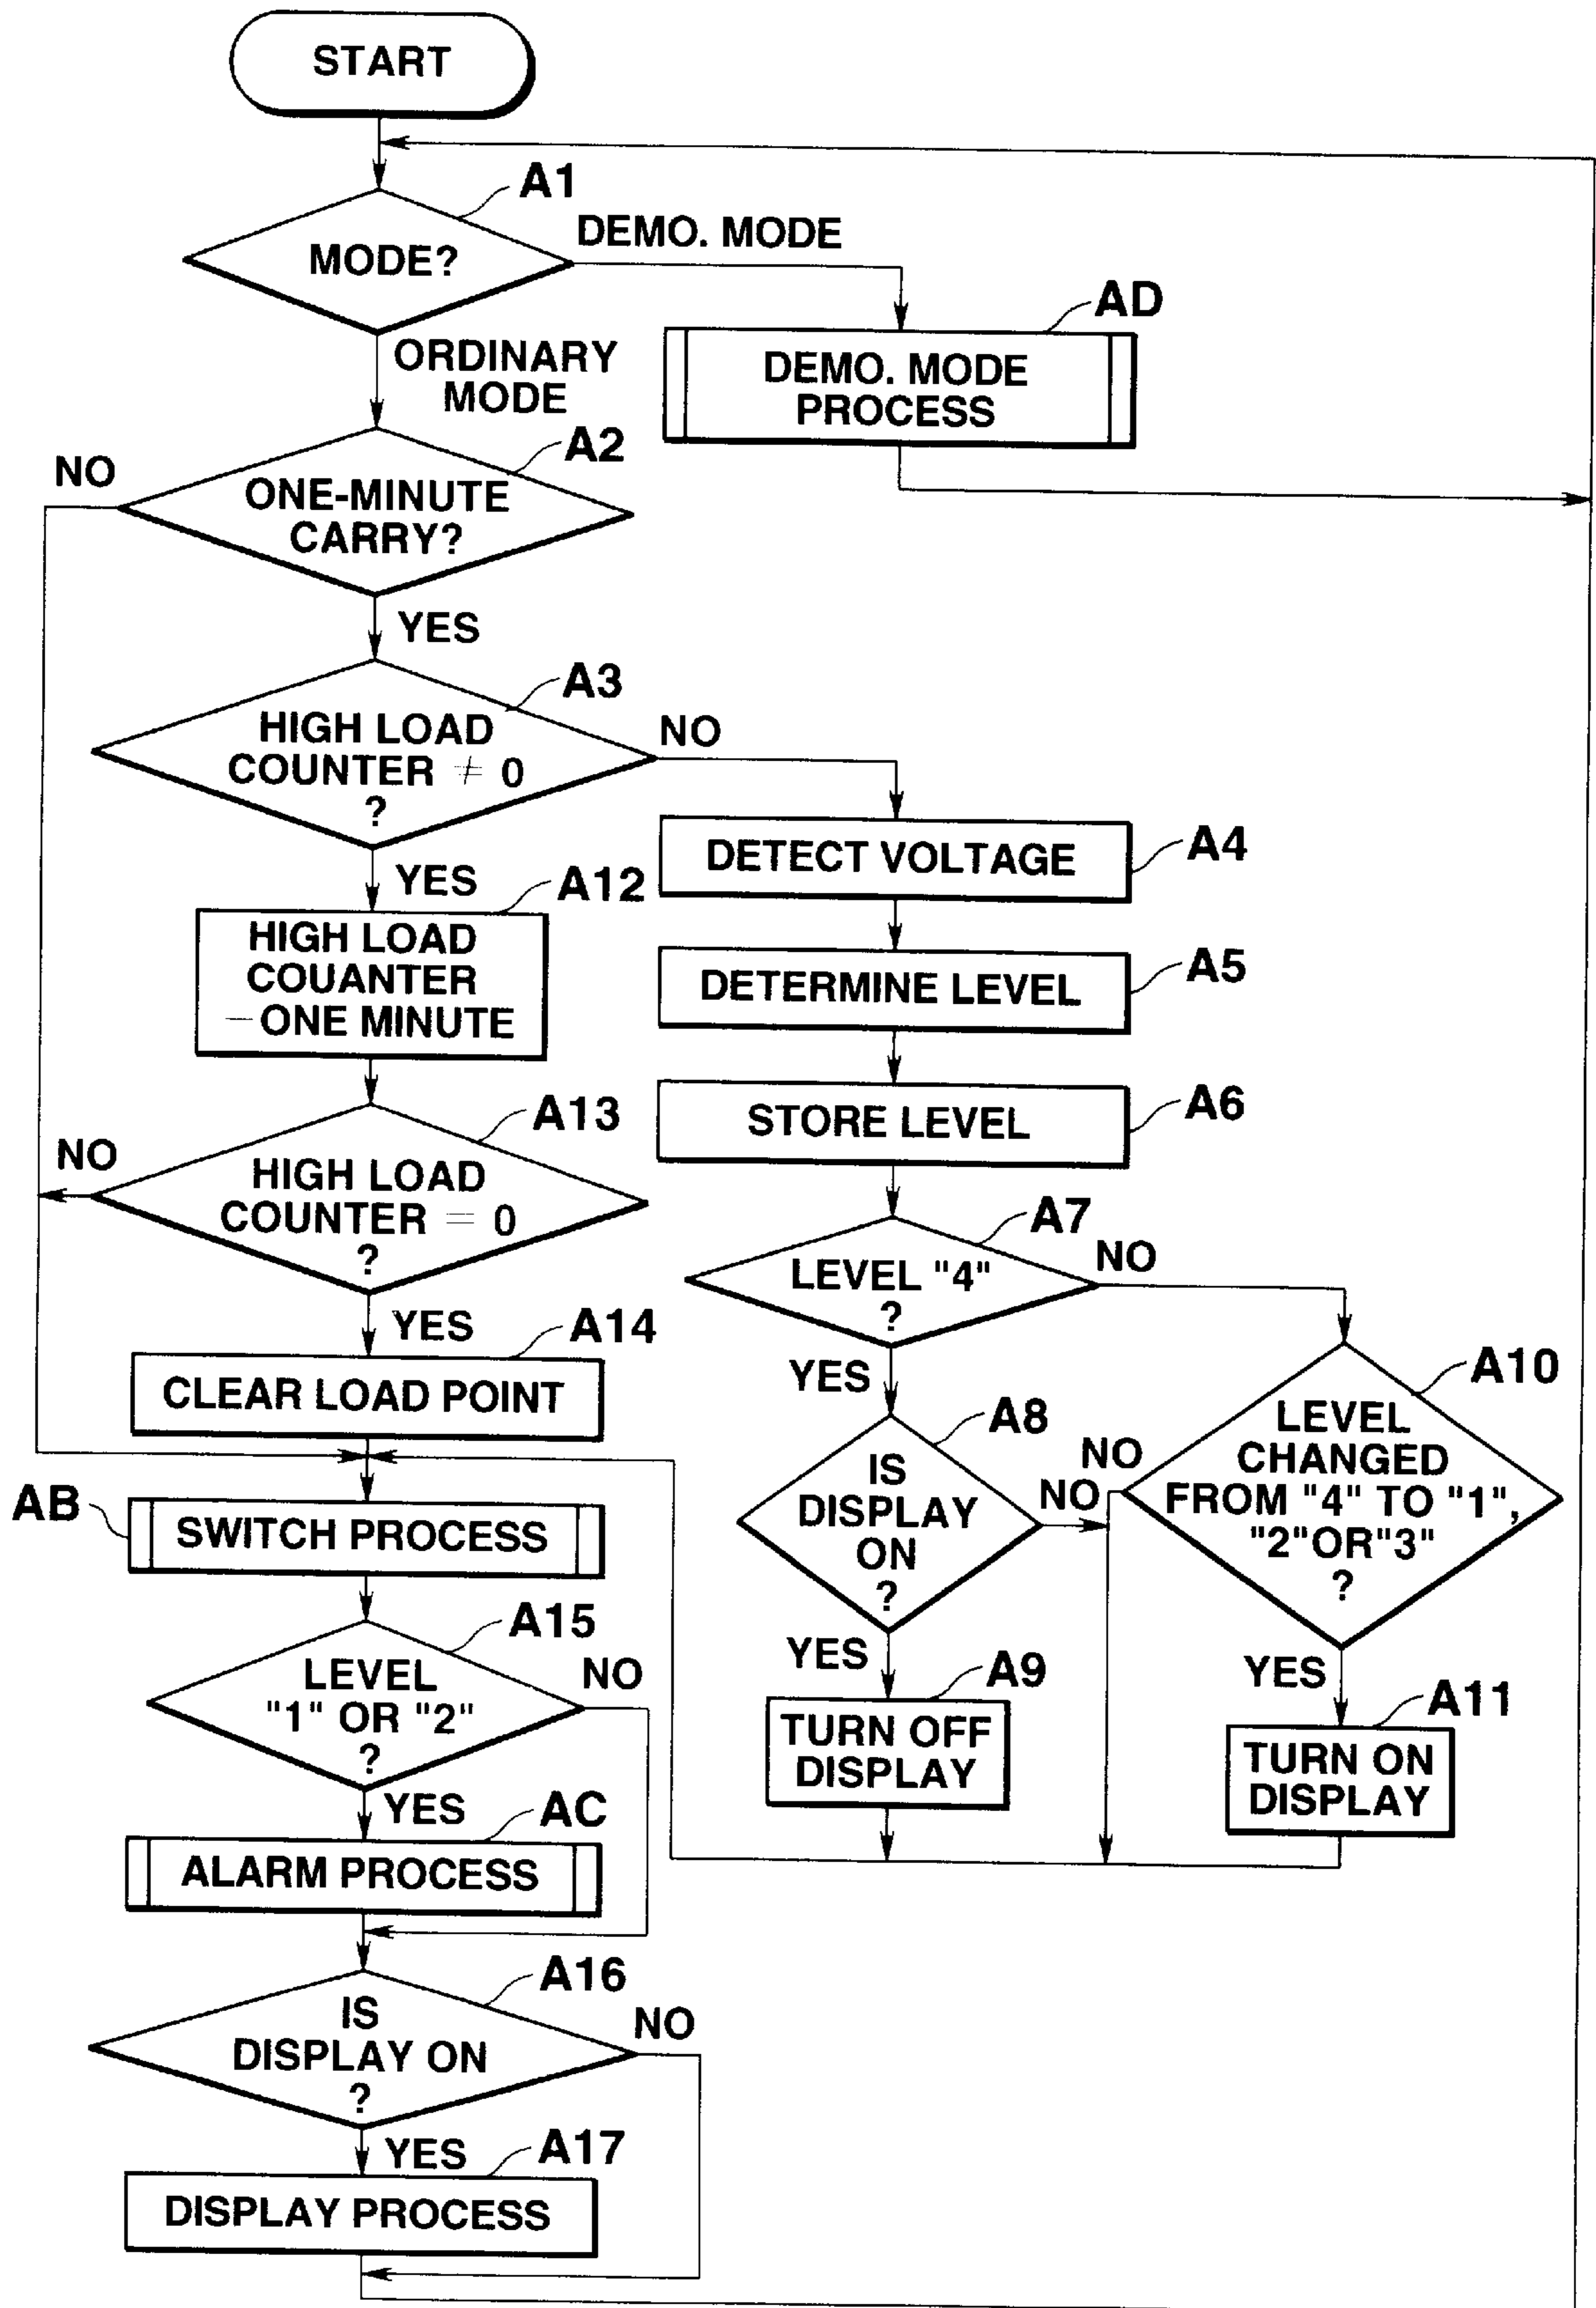 START
A1
MODE?
DEMO. MODE
AD
DEMO. MODE
PROCESS
ORDINARY
MODE
A2
NO
ONE-MINUTE
CARRY?
YES
A3
HIGH LOAD
COUNTER ≠ 0
?
NO
A4
DETECT VOLTAGE
YES
A12
HIGH LOAD
COUANTER
−ONE MINUTE
A5
DETERMINE LEVEL
A6
STORE LEVEL
A13
NO
HIGH LOAD
COUNTER = 0
?
A7
LEVEL "4"
?
NO
YES
A14
CLEAR LOAD POINT
YES
A8
IS
DISPLAY
ON
?
NO
A10
LEVEL
CHANGED
FROM "4" TO "1",
"2"OR"3"
?
NO
AB
SWITCH PROCESS
A15
LEVEL
"1" OR "2"
?
NO
YES
A9
TURN OFF
DISPLAY
YES
A11
TURN ON
DISPLAY
YES
AC
ALARM PROCESS
A16
IS
DISPLAY ON
?
NO
YES
A17
DISPLAY PROCESS